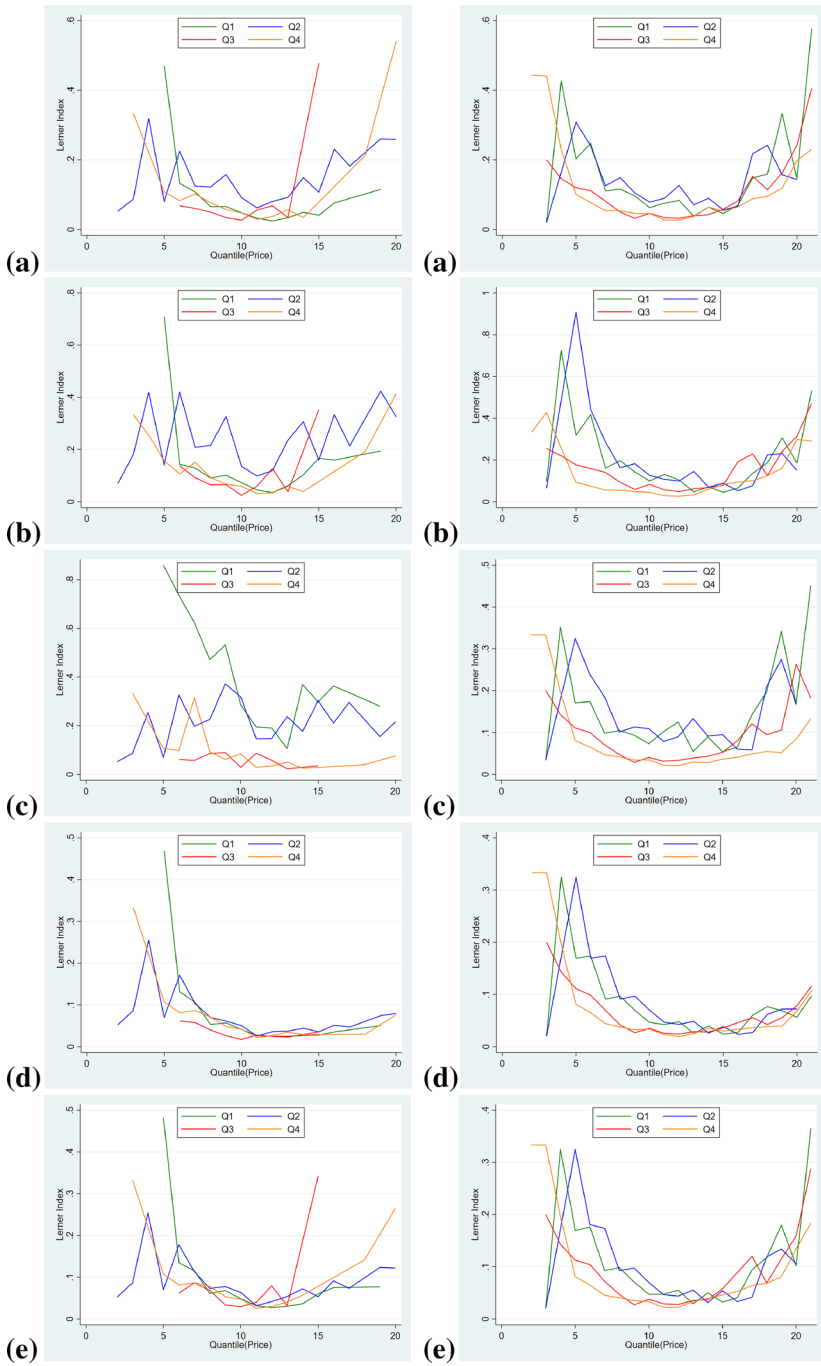 Q1 Q2
Q3 Q4
.6
.4
.2
0
Lerner Index
0 5 10 15 20
Quantile(Price)
(a)
Q1 Q2
Q3 Q4
.6
.4
.2
0
Lerner Index
0 5 10 15 20
Quantile(Price)
(a)
Q1 Q2
Q3 Q4
.8
.6
.4
.2
0
Lerner Index
0 5 10 15 20
Quantile(Price)
(b)
Q1 Q2
Q3 Q4
1
.8
.6
.4
.2
0
Lerner Index
0 5 10 15 20
Quantile(Price)
(b)
Q1 Q2
Q3 Q4
.8
.6
.4
.2
0
Lerner Index
0 5 10 15 20
Quantile(Price)
(c)
Q1 Q2
Q3 Q4
.5
.4
.3
.2
.1
0
Lerner Index
0 5 10 15 20
Quantile(Price)
(c)
Q1 Q2
Q3 Q4
.5
.4
.3
.2
.1
0
Lerner Index
0 5 10 15 20
Quantile(Price)
(d)
Q1 Q2
Q3 Q4
.4
.3
.2
.1
0
Lerner Index
0 5 10 15 20
Quantile(Price)
(d)
Q1 Q2
Q3 Q4
.5
.4
.3
.2
.1
0
Lerner Index
0 5 10 15 20
Quantile(Price)
(e)
Q1 Q2
Q3 Q4
.4
.3
.2
.1
0
Lerner Index
0 5 10 15 20
Quantile(Price)
(e)